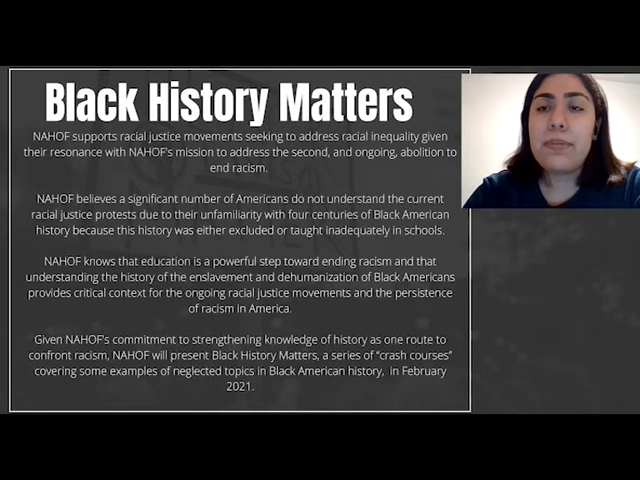 Black History Matters
NAHOF supports racial justice movements seeking to address racial inequality given
their resonance with NAHOF's mission to address the second, and ongoing, abolition to
end racism.
NAHOF believes a significant number of Americans do not understand the current
racial justice protests due to their unfamiliarity with four centuries of Black American
history because this history was either excluded or taught inadequately in schools.
NAHOF knows that education is a powerful step toward ending racism and that
understanding the history of the enslavement and dehumanization of Black Americans
provides critical context for the ongoing racial justice movements and the persistence
of racism in America.
Given NAHOF's commitment to strengthening knowledge of history as one route to
confront racism, NAHOF will present Black History Matters, a series of "crash courses"
covering some examples of neglected topics in Black American history, in February
2021.